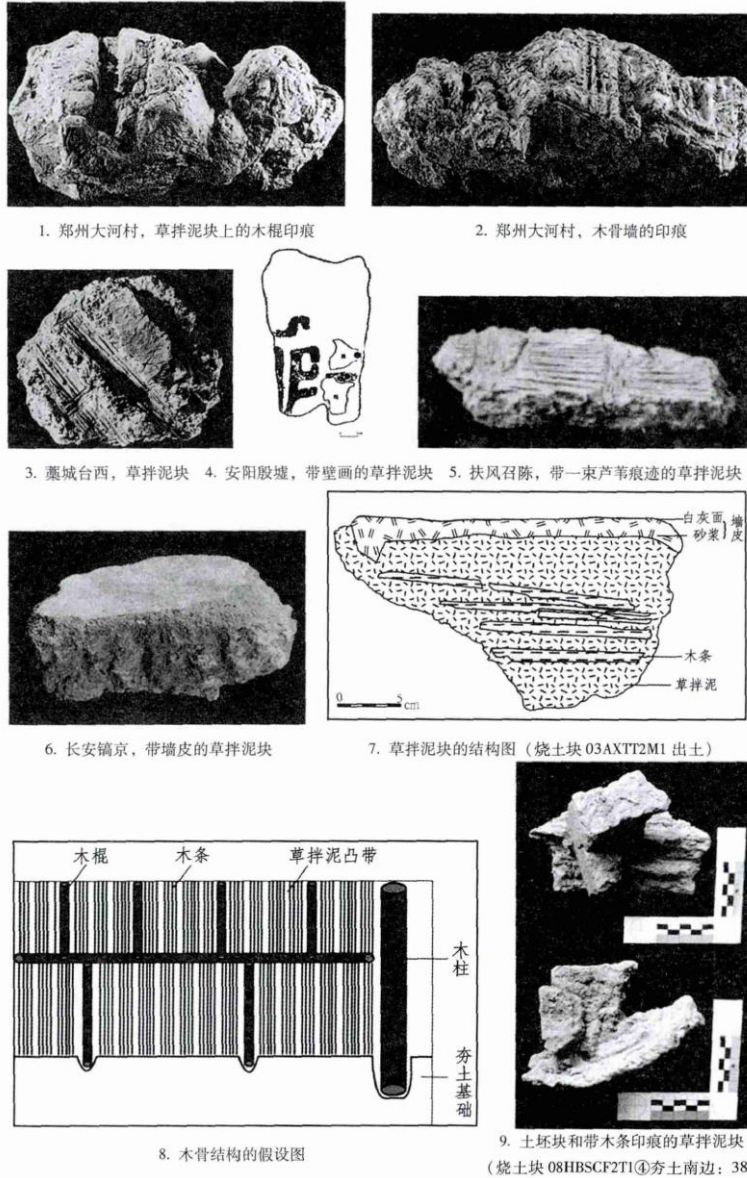 1. 郑州大河村，草拌泥块上的木棍印痕
2. 郑州大河村，木骨墙的印痕
3. 藁城台西，草拌泥块
4. 安阳殷墟，带壁画的草拌泥块
5. 扶风召陈，带一束芦苇痕迹的草拌泥块
白灰面
砂浆
墙皮
木条
草拌泥
0 5 cm
6. 长安镐京，带墙皮的草拌泥块
7. 草拌泥块的结构图（烧土块 03AXTT2M1 出土）
木棍 木条 草拌泥凸带
木柱
夯土基础
8. 木骨结构的假设图
9. 土坯块和带木条印痕的草拌泥块
（烧土块 08HBSCF2T1④夯土南边：38